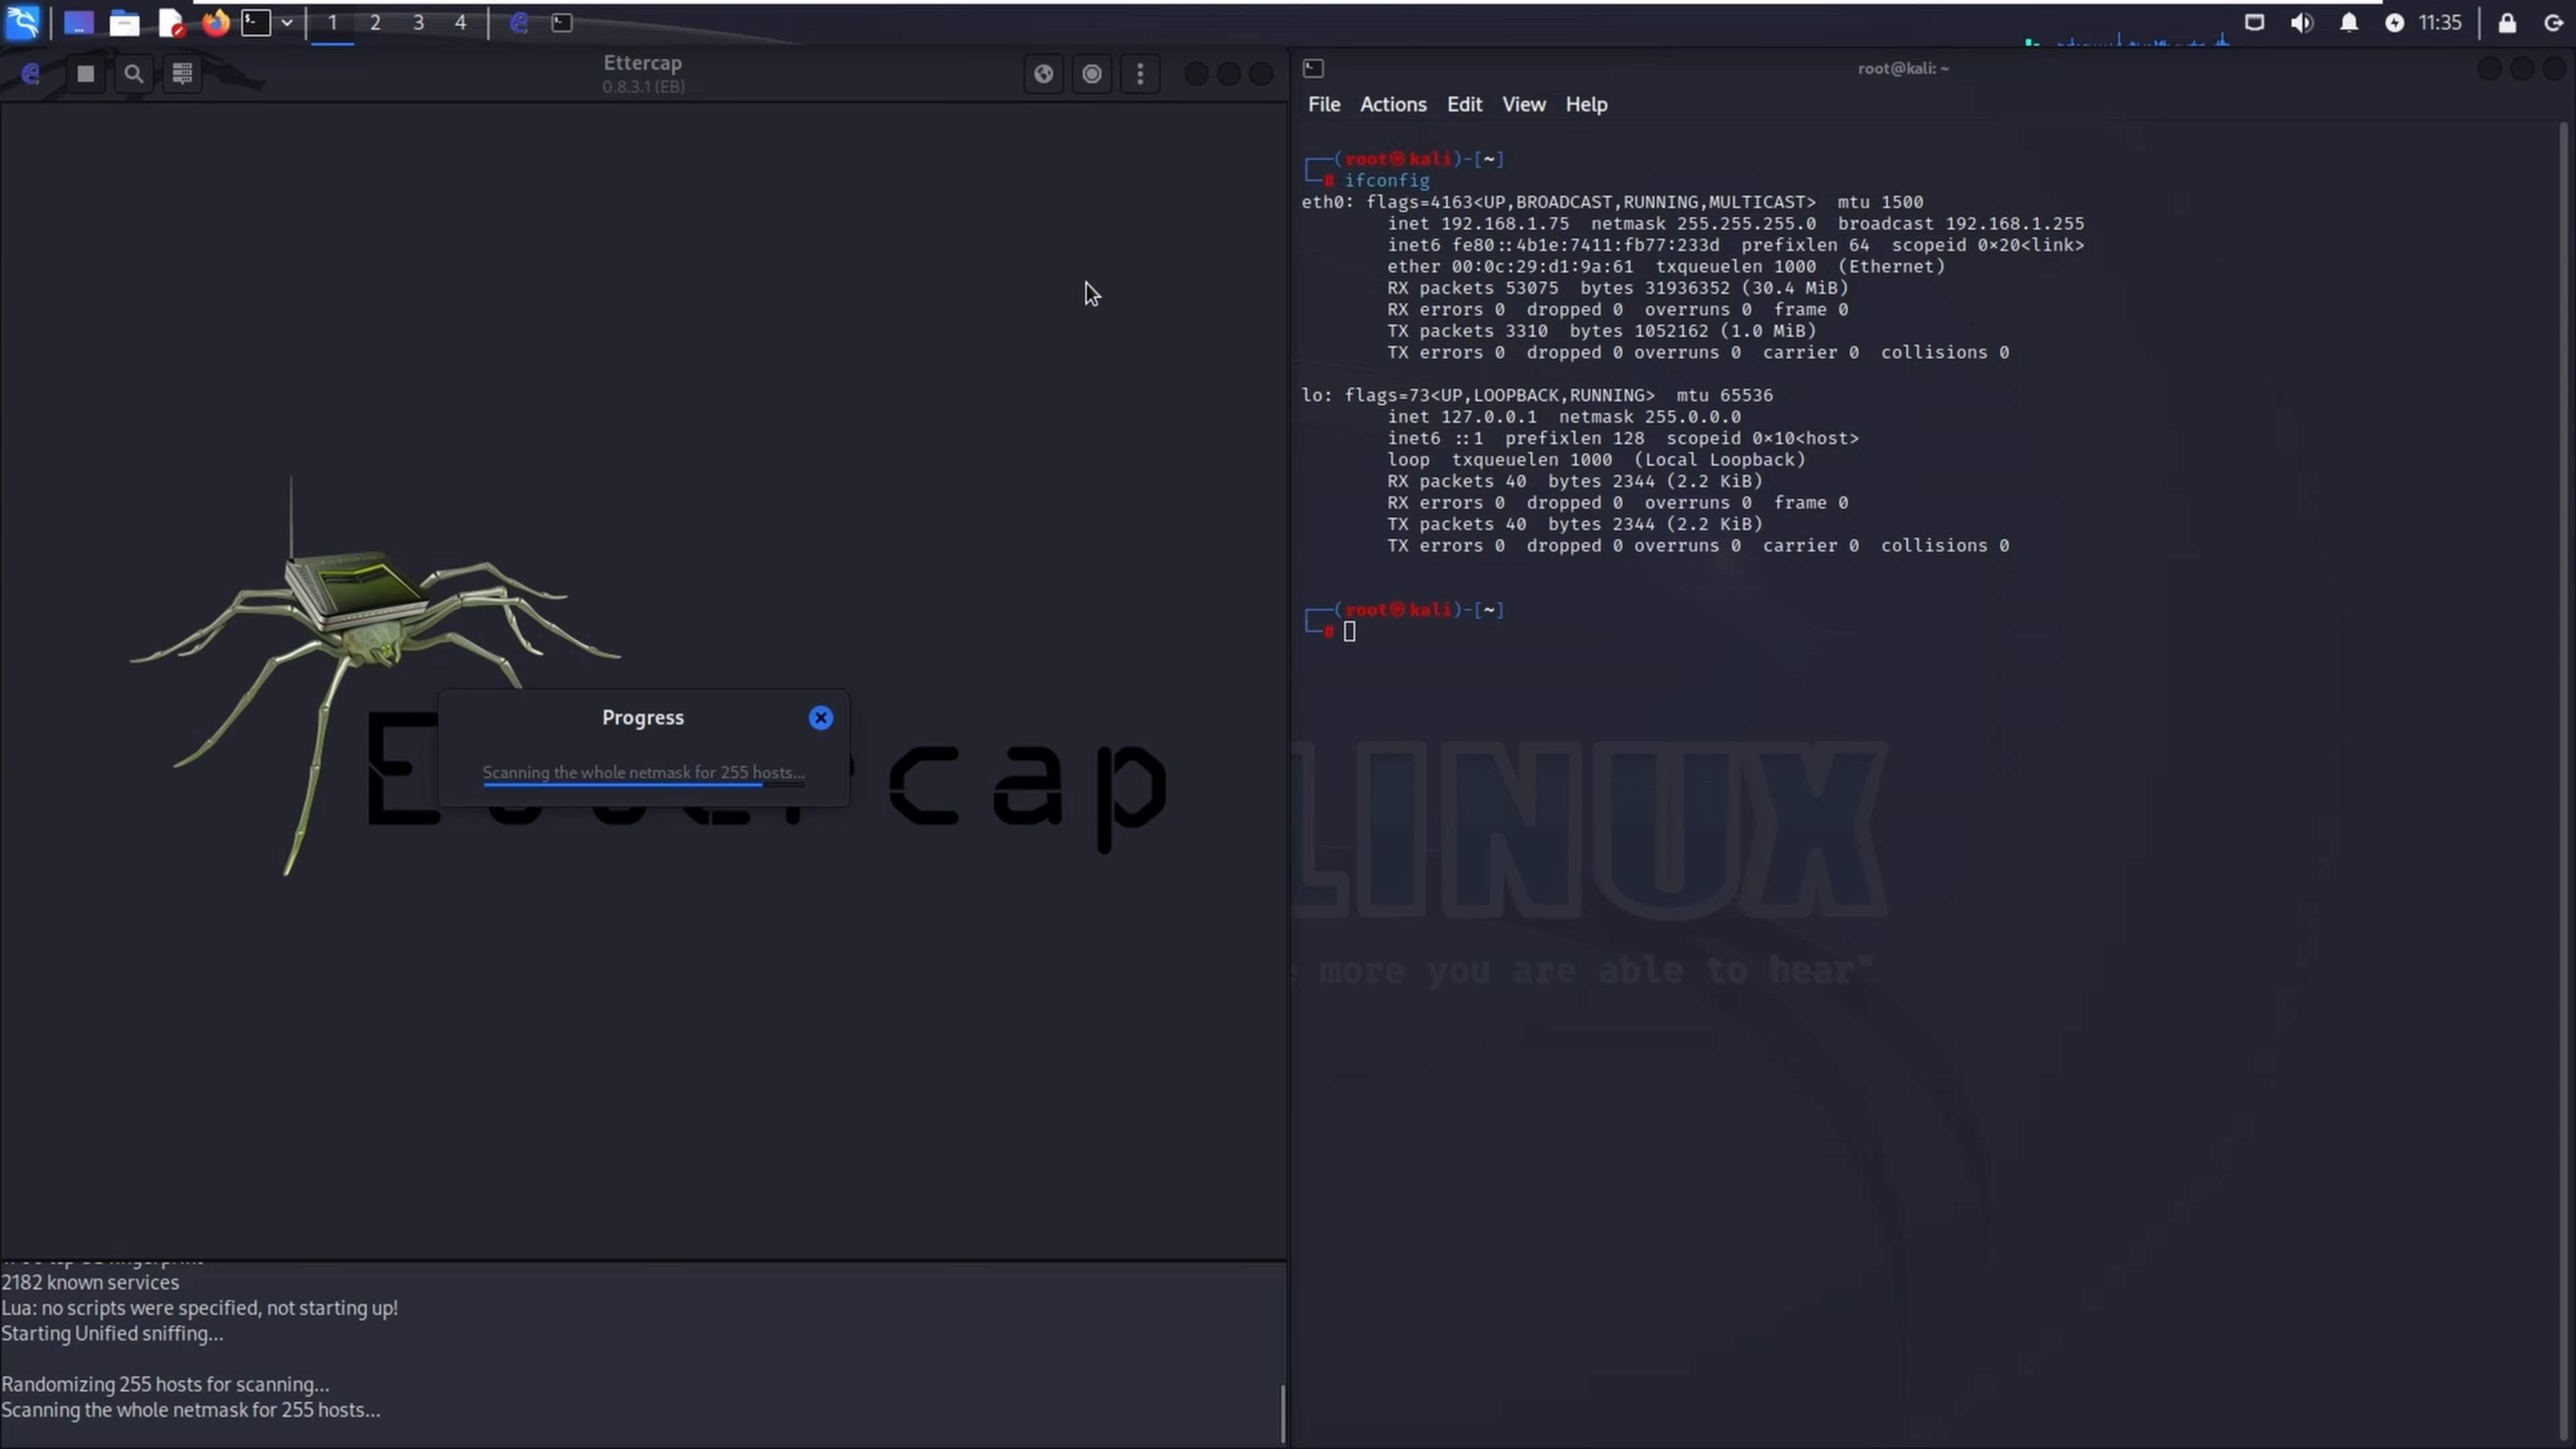 1 2 3 4
11:35
Ettercap
0.8.3.1 (EB)
Progress
Scanning the whole netmask for 255 hosts...
cap
2182 known services
Lua: no scripts were specified, not starting up!
Starting Unified sniffing...
Randomizing 255 hosts for scanning...
Scanning the whole netmask for 255 hosts...
root@kali: ~
File Actions Edit View Help
┌──(root㉿kali)-[~]
└─# ifconfig
eth0: flags=4163<UP,BROADCAST,RUNNING,MULTICAST>  mtu 1500
inet 192.168.1.75  netmask 255.255.255.0  broadcast 192.168.1.255
inet6 fe80::4b1e:7411:fb77:233d  prefixlen 64  scopeid 0×20<link>
ether 00:0c:29:d1:9a:61  txqueuelen 1000  (Ethernet)
RX packets 53075  bytes 31936352 (30.4 MiB)
RX errors 0  dropped 0  overruns 0  frame 0
TX packets 3310  bytes 1052162 (1.0 MiB)
TX errors 0  dropped 0 overruns 0  carrier 0  collisions 0
lo: flags=73<UP,LOOPBACK,RUNNING>  mtu 65536
inet 127.0.0.1  netmask 255.0.0.0
inet6 ::1  prefixlen 128  scopeid 0×10<host>
loop  txqueuelen 1000  (Local Loopback)
RX packets 40  bytes 2344 (2.2 KiB)
RX errors 0  dropped 0  overruns 0  frame 0
TX packets 40  bytes 2344 (2.2 KiB)
TX errors 0  dropped 0 overruns 0  carrier 0  collisions 0
┌──(root㉿kali)-[~]
└─#
LINUX
more you are able to hear"